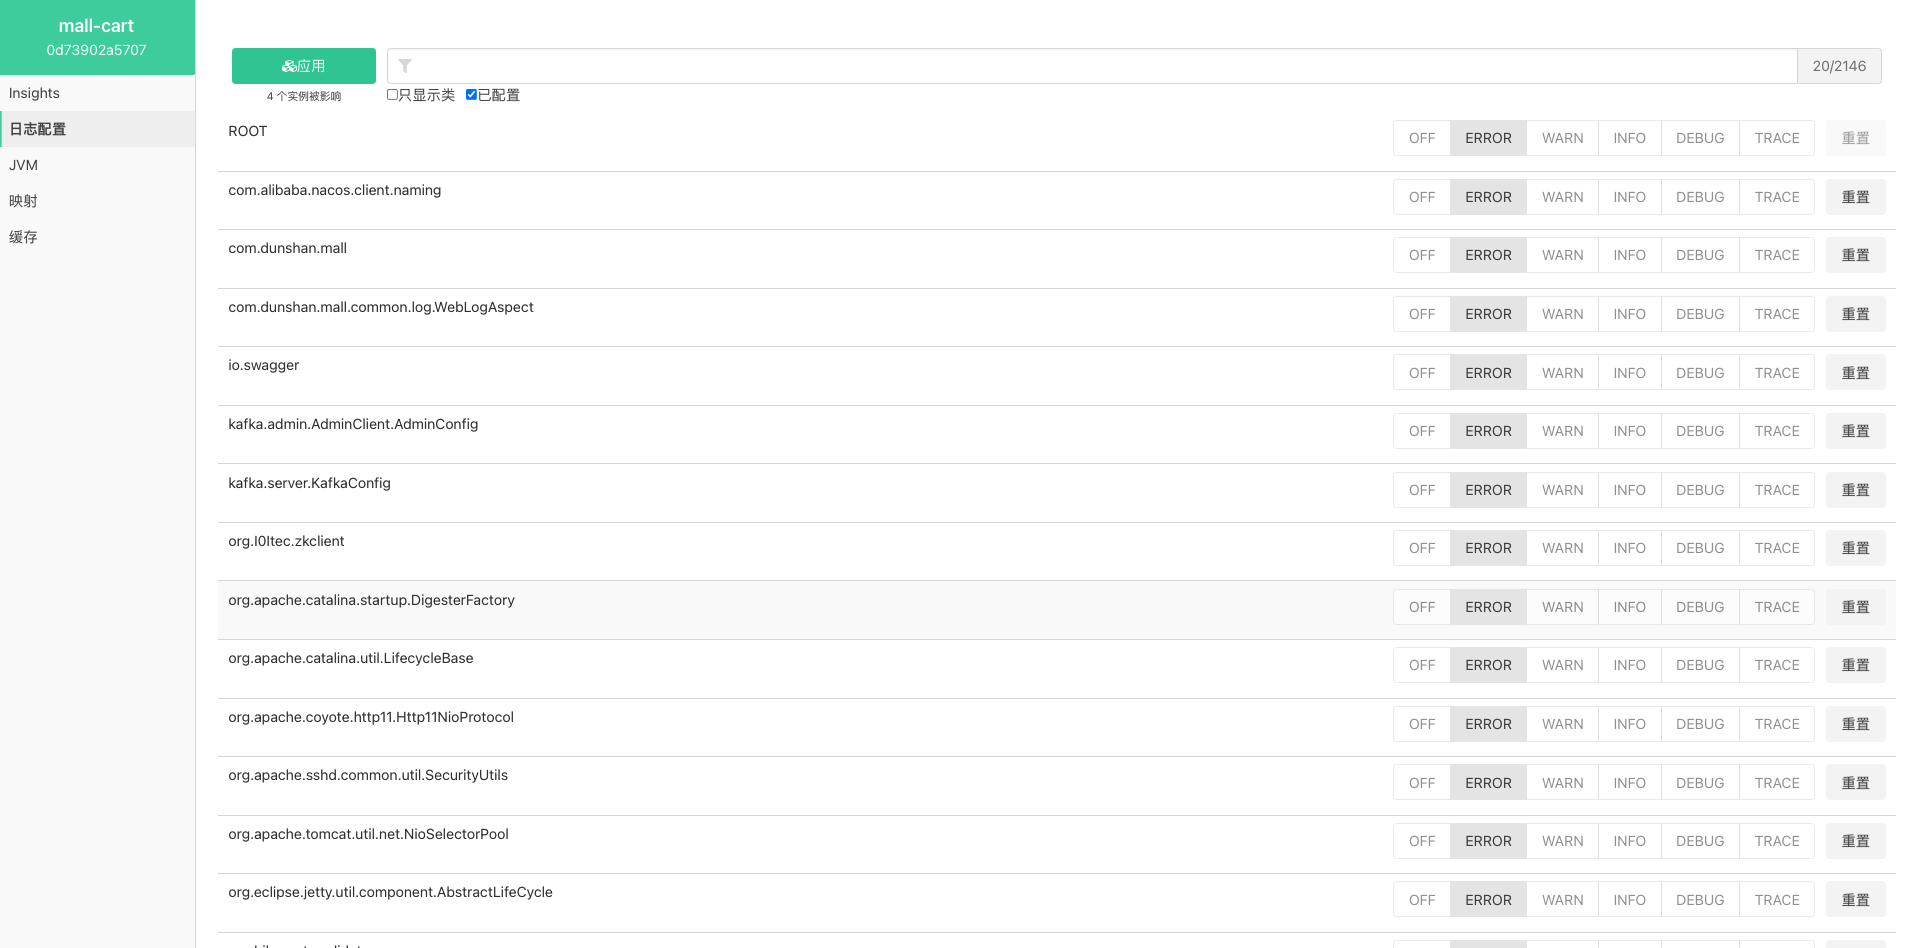 mall-cart
0d73902a5707
Insights
日志配置
JVM
映射
缓存
应用 20/2146
4 个实例被影响 只显示类 已配置
ROOT OFF ERROR WARN INFO DEBUG TRACE 重置
com.alibaba.nacos.client.naming OFF ERROR WARN INFO DEBUG TRACE 重置
com.dunshan.mall OFF ERROR WARN INFO DEBUG TRACE 重置
com.dunshan.mall.common.log.WebLogAspect OFF ERROR WARN INFO DEBUG TRACE 重置
io.swagger OFF ERROR WARN INFO DEBUG TRACE 重置
kafka.admin.AdminClient.AdminConfig OFF ERROR WARN INFO DEBUG TRACE 重置
kafka.server.KafkaConfig OFF ERROR WARN INFO DEBUG TRACE 重置
org.I0Itec.zkclient OFF ERROR WARN INFO DEBUG TRACE 重置
org.apache.catalina.startup.DigesterFactory OFF ERROR WARN INFO DEBUG TRACE 重置
org.apache.catalina.util.LifecycleBase OFF ERROR WARN INFO DEBUG TRACE 重置
org.apache.coyote.http11.Http11NioProtocol OFF ERROR WARN INFO DEBUG TRACE 重置
org.apache.sshd.common.util.SecurityUtils OFF ERROR WARN INFO DEBUG TRACE 重置
org.apache.tomcat.util.net.NioSelectorPool OFF ERROR WARN INFO DEBUG TRACE 重置
org.eclipse.jetty.util.component.AbstractLifeCycle OFF ERROR WARN INFO DEBUG TRACE 重置